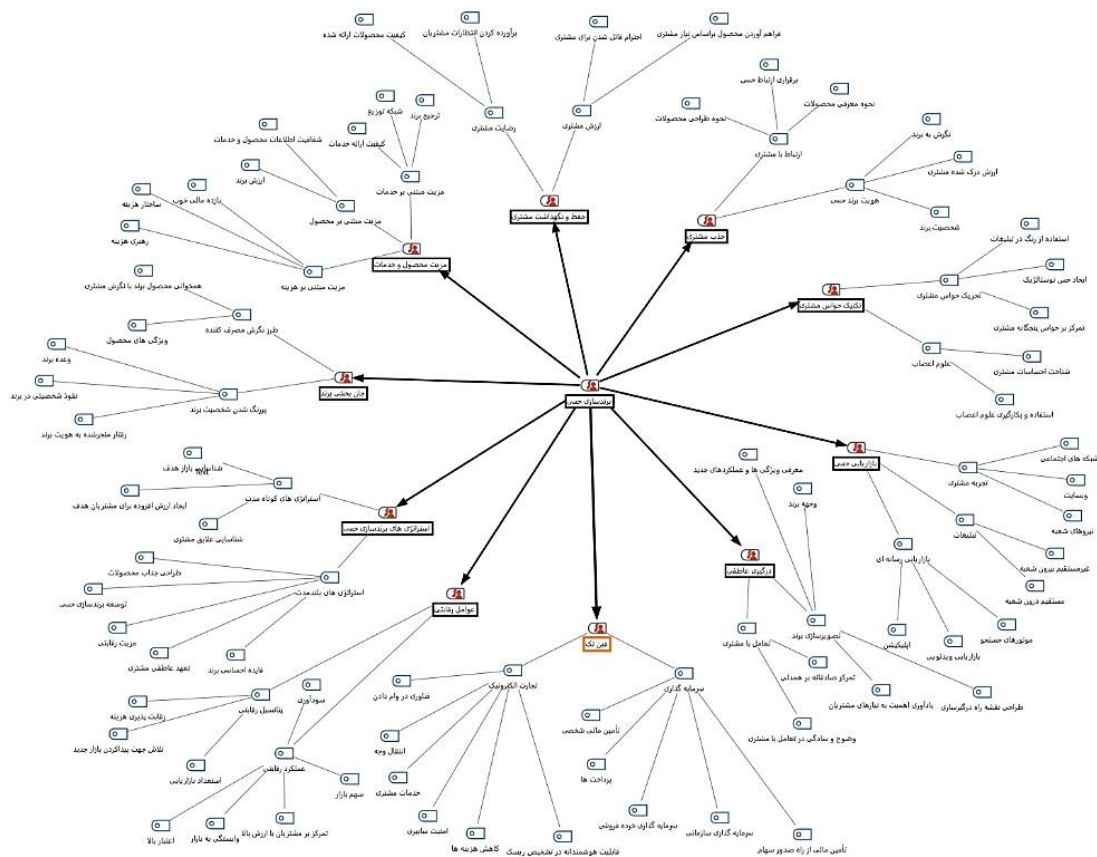 کیفیت محصولات ارائه شده
برآورده کردن انتظارات مشتریان
احترام قائل شدن برای مشتری
فراهم آوردن محصول براساس نیاز مشتری
رضایت مشتری
ارزش مشتری
حفظ و نگهداشت مشتری
برقراری ارتباط حسی
نحوه معرفی محصولات
نحوه طراحی محصولات
ارتباط با مشتری
نگرش به برند
ارزش درک شده مشتری
هویت برند حسی
شخصیت برند
جذب مشتری
شبکه توزیع
ترجیح برند
کیفیت ارائه خدمات
مزیت مبتنی بر خدمات
شفافیت اطلاعات محصول و خدمات
ارزش برند
مزیت مبتنی بر محصول
بازده مالی خوب
ساختار هزینه
رهبری هزینه
مزیت مبتنی بر هزینه
مزیت محصول و خدمات
استفاده از رنگ در تبلیغات
ایجاد حس نوستالژیک
تحریک حواس مشتری
تمرکز بر حواس پنجگانه مشتری
تکنیک حواس مشتری
علوم اعصاب
شناخت احساسات مشتری
استفاده و بکارگیری علوم اعصاب
همخوانی محصول برند با نگرش مشتری
طرز نگرش مصرف کننده
ویژگی های محصول
وعده برند
نفوذ شخصیتی در برند
پررنگ شدن شخصیت برند
رفتار منجرشده به هویت برند
جان بخشی برند
برندسازی حسی
بازاریابی حسی
شبکه های اجتماعی
تجربه مشتری
وبسایت
نیروهای شعبه
تبلیغات
غیرمستقیم بیرون شعبه
مستقیم درون شعبه
بازاریابی رسانه ای
موتورهای جستجو
بازاریابی ویدئویی
اپلیکیشن
معرفی ویژگی ها و عملکردهای جدید
وجهه برند
درگیری عاطفی
تصویرسازی برند
تعامل با مشتری
تمرکز صادقانه بر همدلی
یادآوری اهمیت به نیازهای مشتریان
طراحی نقشه راه درگیرسازی
وضوح و سادگی در تعامل با مشتری
شناسایی بازار هدف
Text
استراتژی های کوتاه مدت
ایجاد ارزش افزوده برای مشتریان هدف
شناسایی علایق مشتری
استراتژی های برندسازی حسی
طراحی جذاب محصولات
استراتژی های بلندمدت
توسعه برندسازی حسی
مزیت رقابتی
تعهد عاطفی مشتری
فایده احساسی برند
عوامل رقابتی
پتانسیل رقابتی
رقابت پذیری هزینه
تلاش جهت پیداکردن بازار جدید
استعداد بازاریابی
سودآوری
عملکرد رقابتی
سهم بازار
تمرکز بر مشتریان با ارزش بالا
وابستگی به بازار
اعتبار بالا
فین تک
تجارت الکترونیک
فناوری در وام دادن
انتقال وجه
خدمات مشتری
امنیت سایبری
کاهش هزینه ها
قابلیت هوشمندانه در تشخیص ریسک
سرمایه گذاری
تأمین مالی شخصی
پرداخت ها
سرمایه گذاری خرده فروشی
سرمایه گذاری سازمانی
تأمین مالی از راه صدور سهام